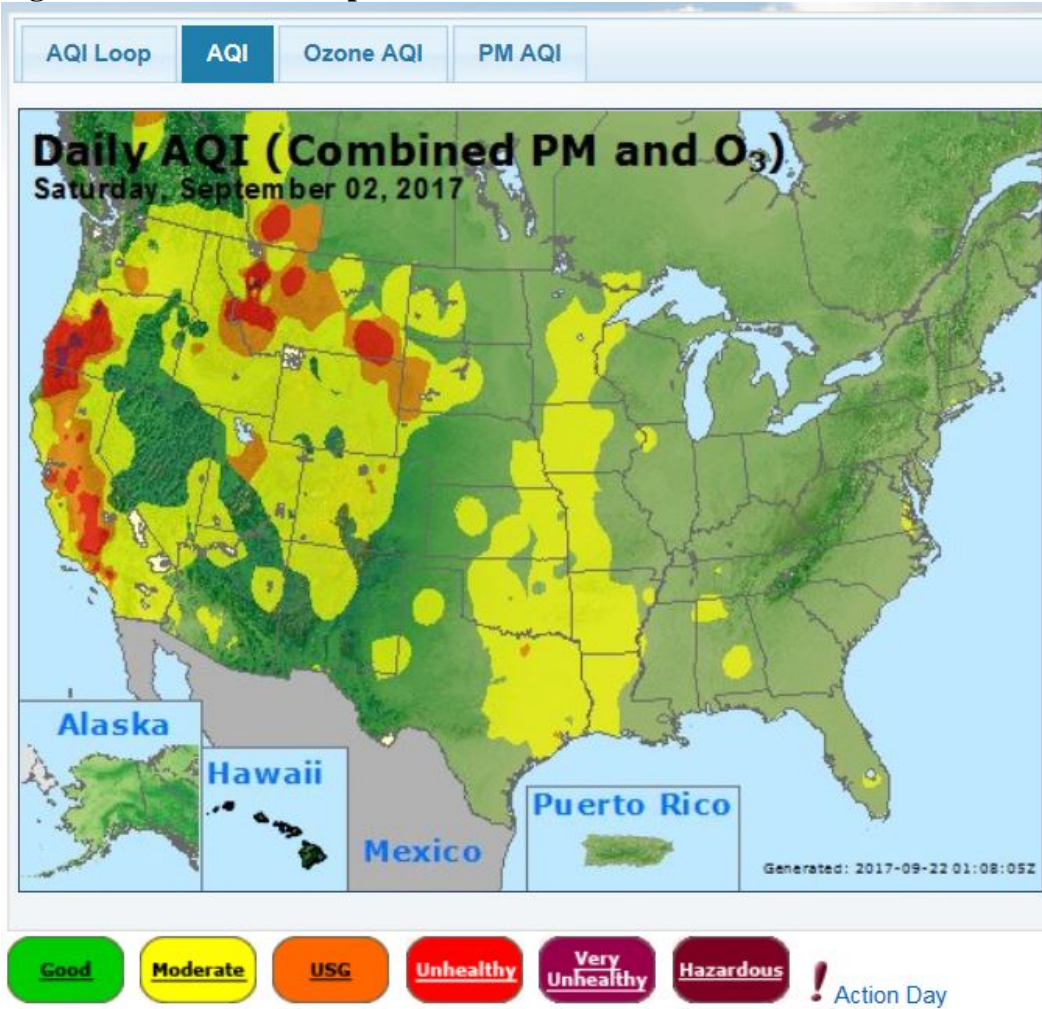 AQI Loop AQI Ozone AQI PM AQI
Daily AQI (Combined PM and O₃)
Saturday, September 02, 2017
Alaska
Hawaii
Mexico
Puerto Rico
Generated: 2017-09-22 01:08:05Z
Good Moderate USG Unhealthy Very Unhealthy Hazardous ! Action Day